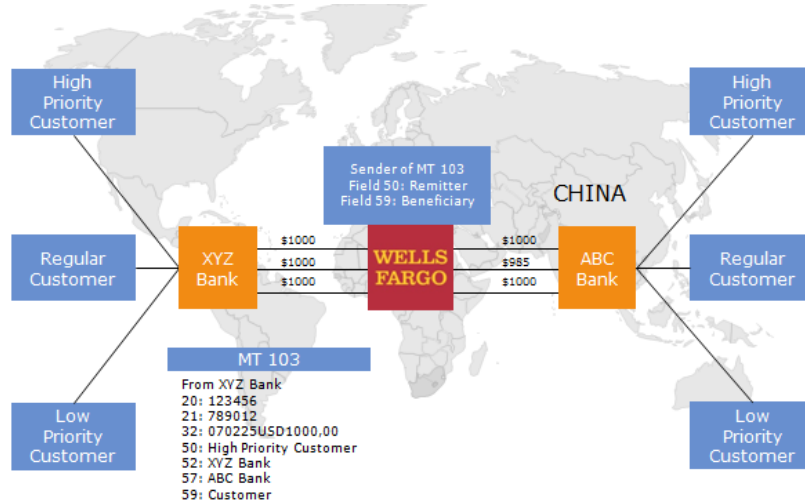 High
Priority
Customer
High
Priority
Customer
Sender of MT 103
Field 50: Remitter
Field 59: Beneficiary
CHINA
Regular
Customer
XYZ
Bank
$1000
$1000
$1000
WELLS
FARGO
$1000
$985
$1000
ABC
Bank
Regular
Customer
MT 103
From XYZ Bank
20: 123456
21: 789012
32: 070225USD1000,00
50: High Priority Customer
52: XYZ Bank
57: ABC Bank
59: Customer
Low
Priority
Customer
Low
Priority
Customer